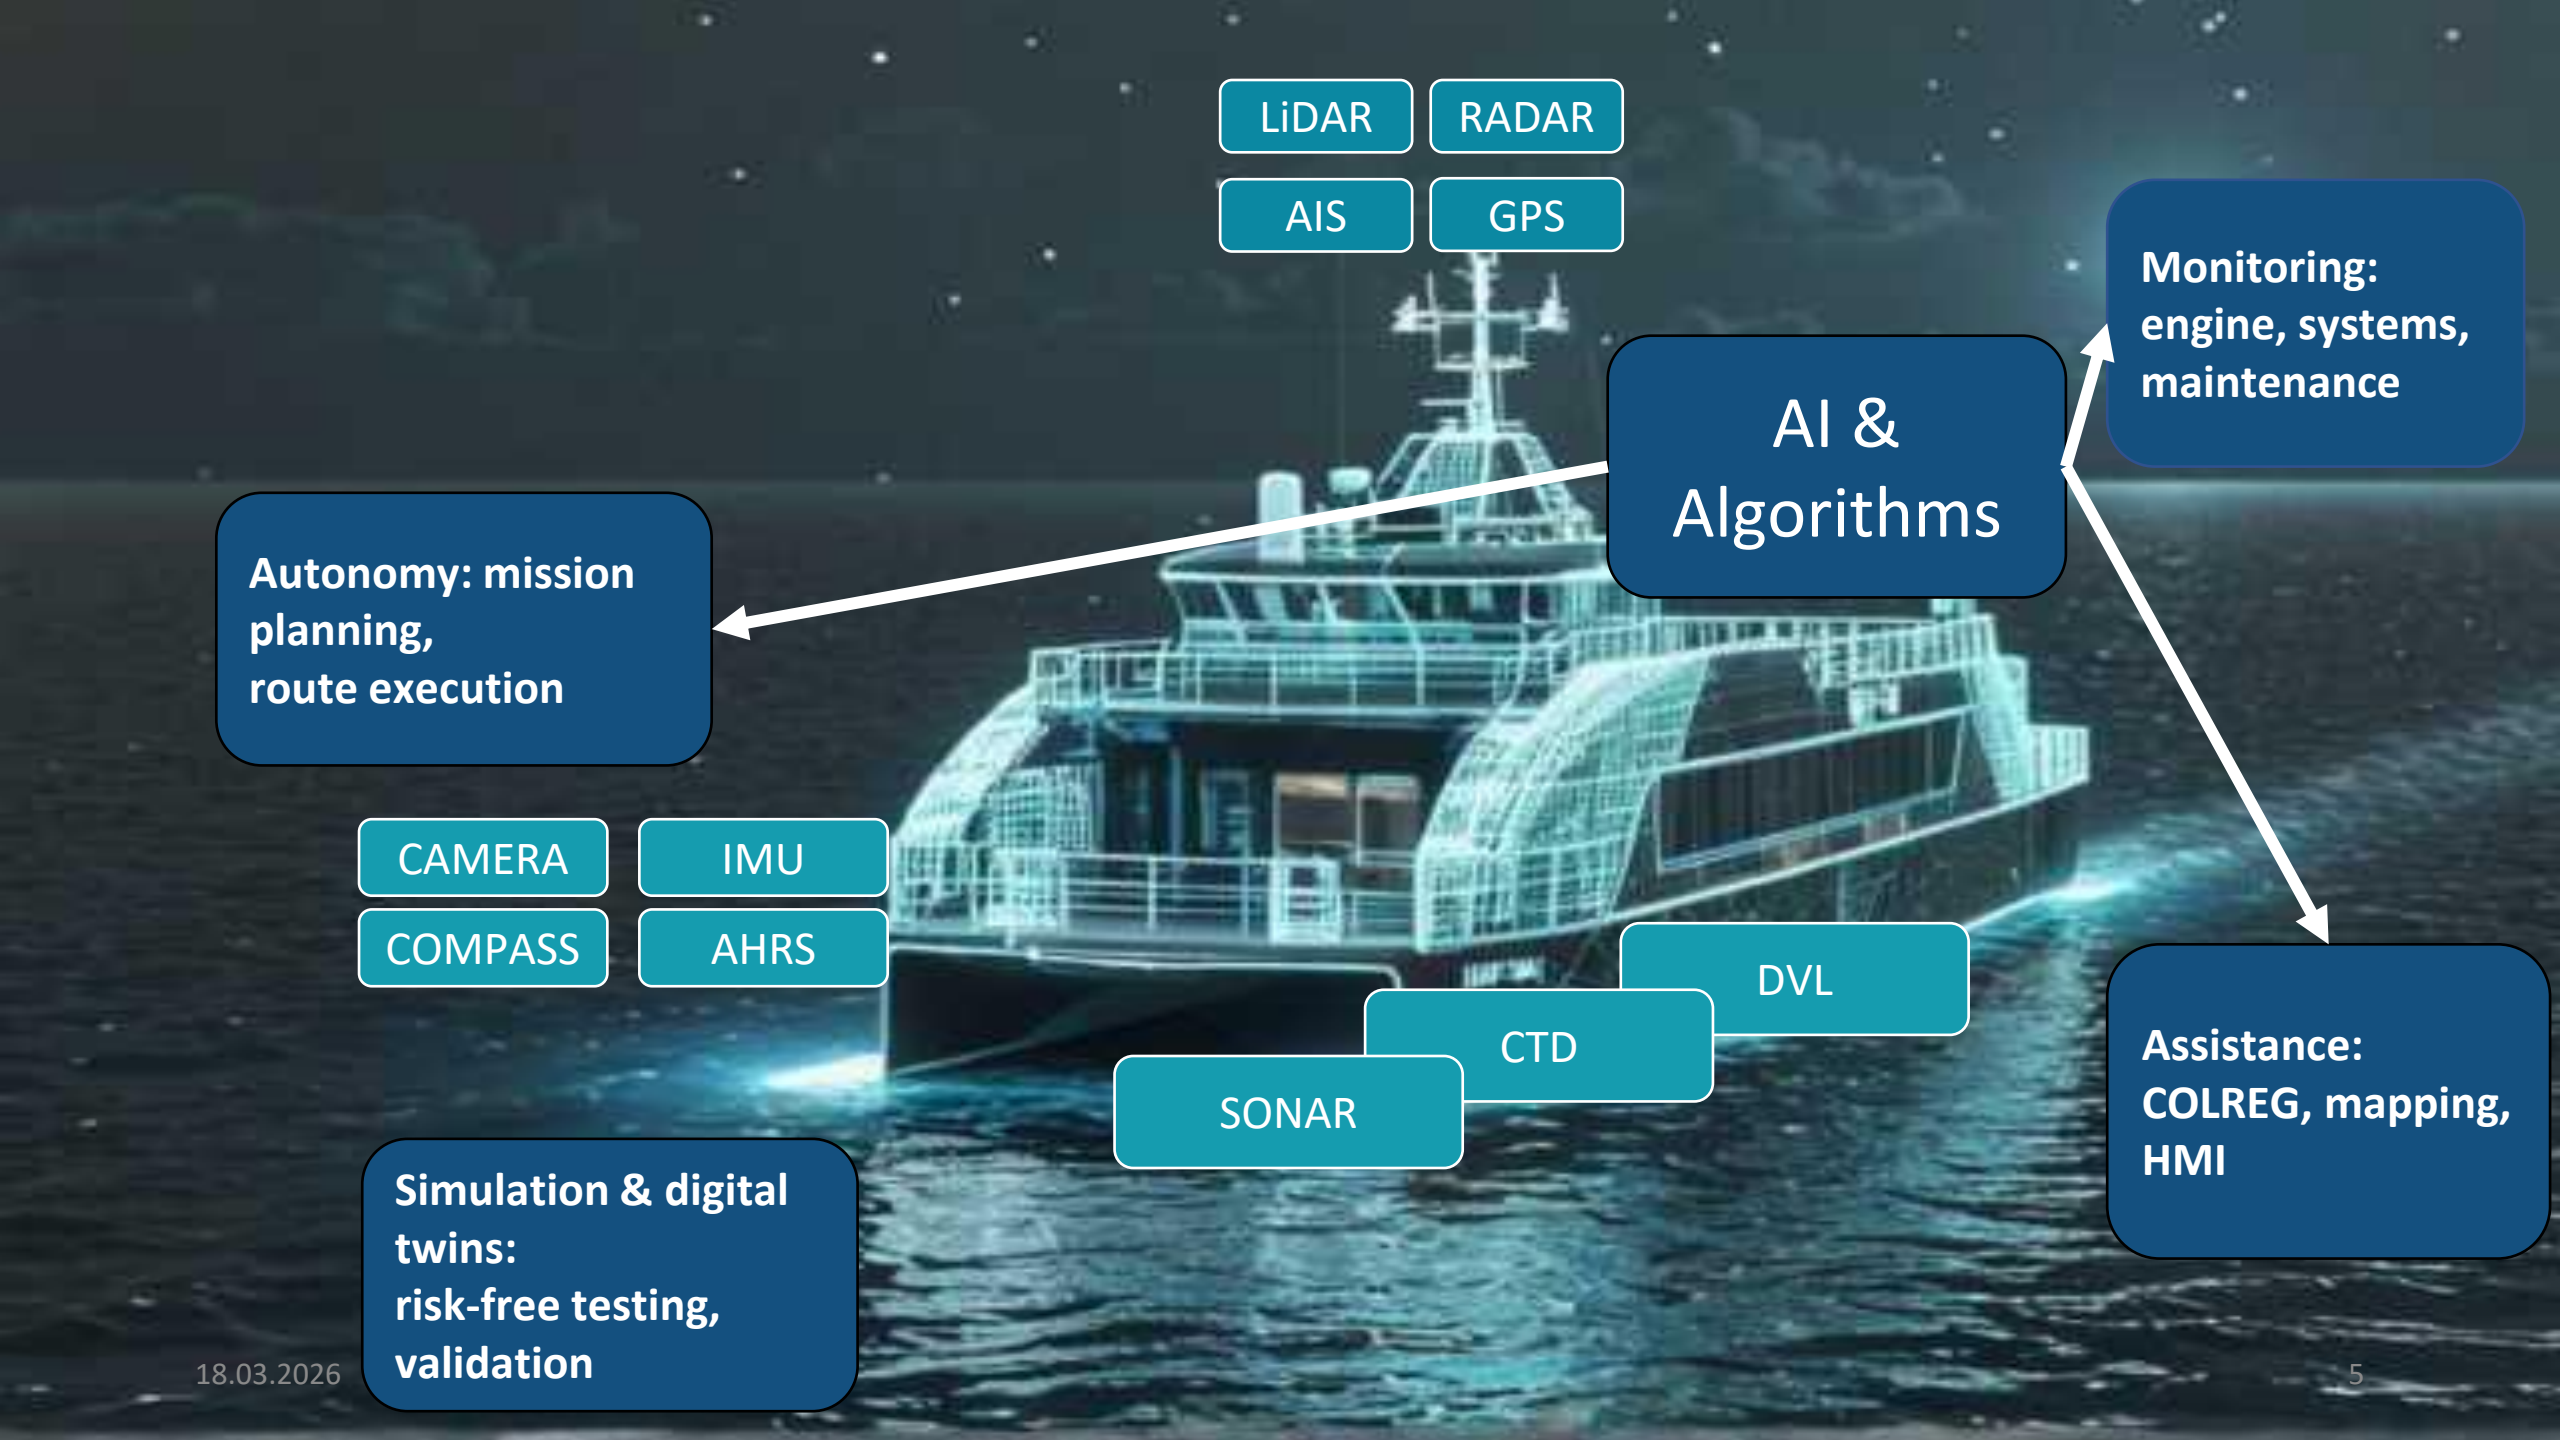 LiDAR
RADAR
AIS
GPS
Monitoring:
engine, systems,
maintenance
AI &
Algorithms
Autonomy: mission
planning,
route execution
CAMERA
IMU
COMPASS
AHRS
DVL
CTD
SONAR
Assistance:
COLREG, mapping,
HMI
Simulation & digital
twins:
risk-free testing,
validation
18.03.2026
5